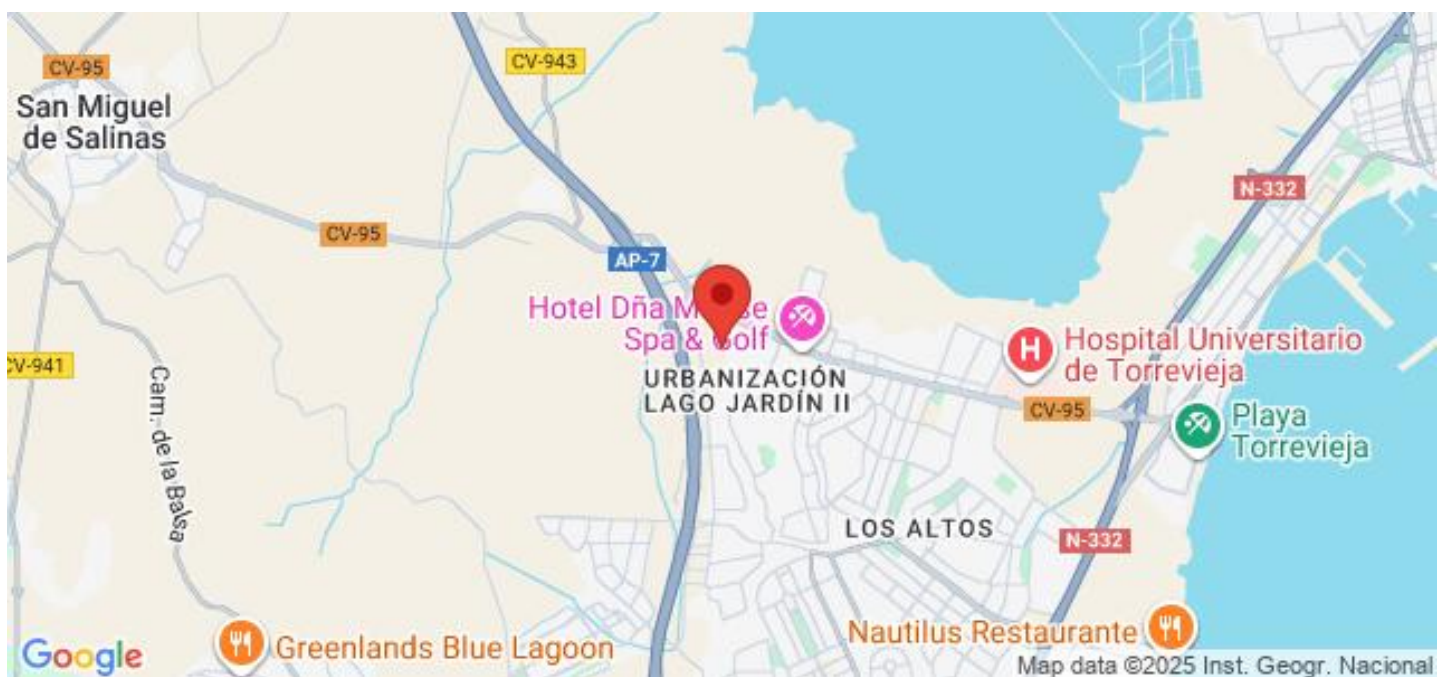 CV-95
CV-943
San Miguel
de Salinas
N-332
CV-95
AP-7
Hotel Dña M se
Spa & Golf
Hospital Universitario
de Torrevieja
CV-941
URBANIZACIÓN
LAGO JARDÍN II
Cam. de la Balsa
CV-95
Playa
Torrevieja
LOS ALTOS
N-332
Nautilus Restaurante
Greenlands Blue Lagoon
Google
Map data ©2025 Inst. Geogr. Nacional
H